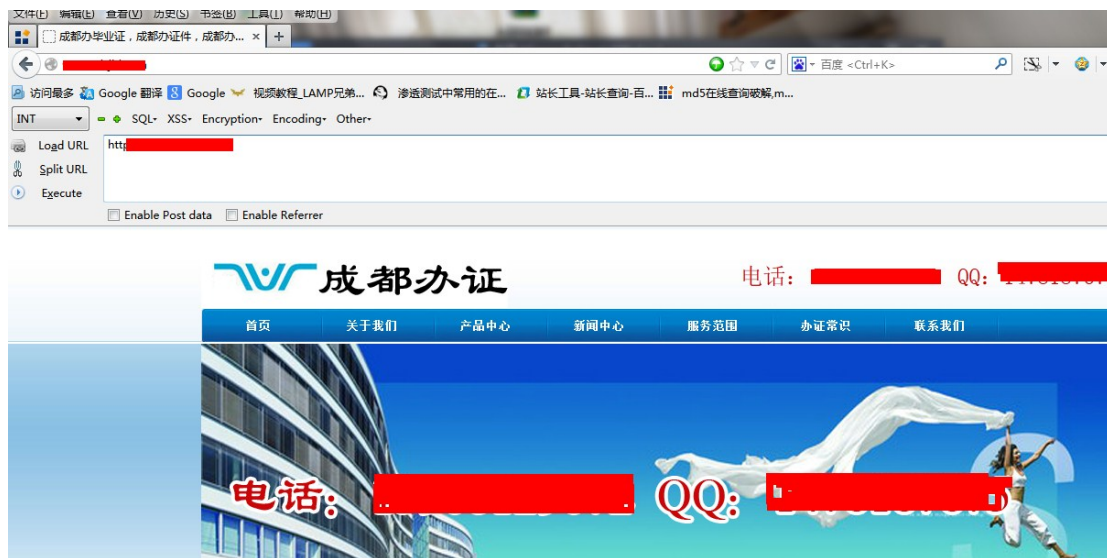 文件(F) 编辑(E) 查看(V) 历史(S) 书签(B) 工具(T) 帮助(H)
成都办毕业证，成都办证件，成都办... × +
百度 <Ctrl+K>
访问最多 Google 翻译 Google 视频教程_LAMP兄弟... 渗透测试中常用的在... 站长工具-站长查询-百... md5在线查询破解,m...
INT SQL- XSS- Encryption- Encoding- Other-
Load URL http
Split URL
Execute
Enable Post data Enable Referrer
成都办证 电话： QQ：
首页 关于我们 产品中心 新闻中心 服务范围 办证常识 联系我们
电话： QQ：